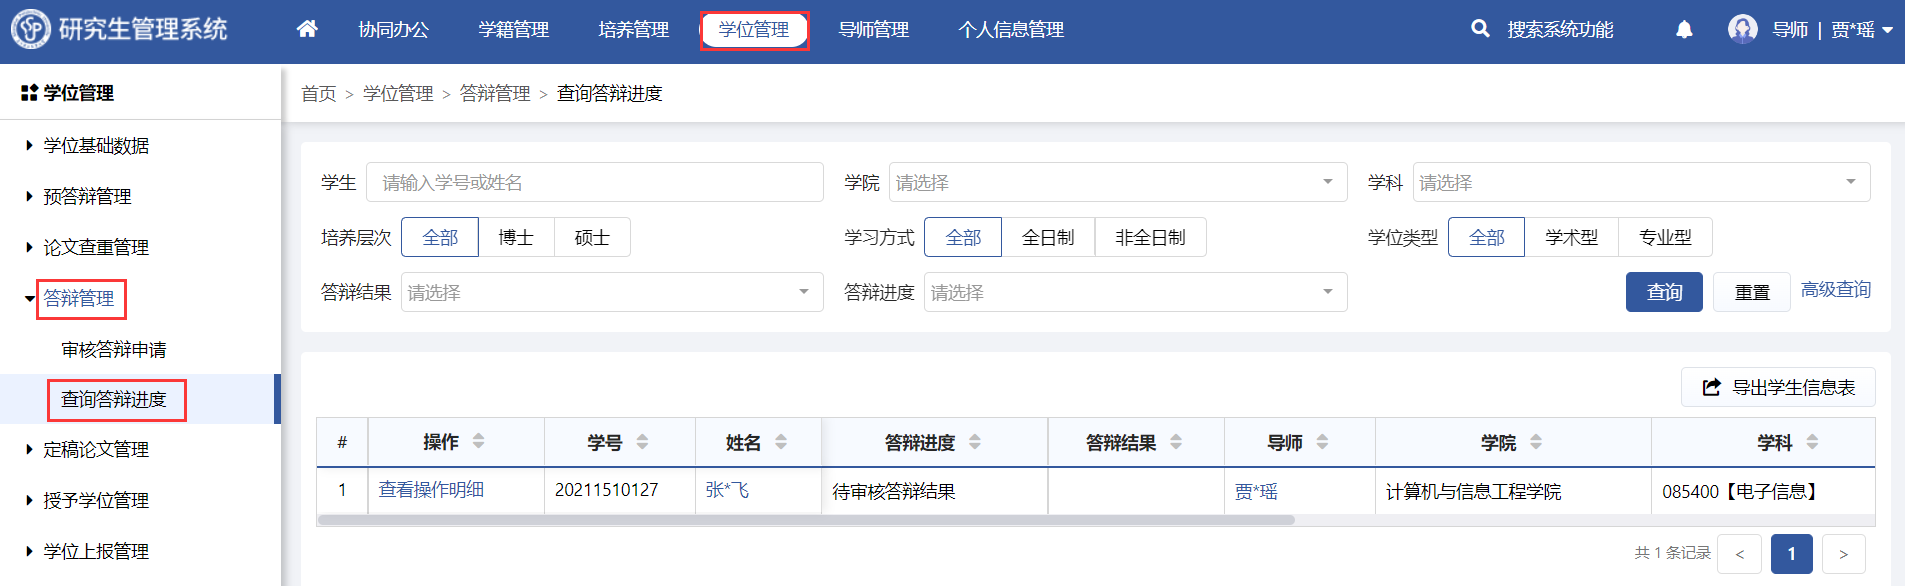 研究生管理系统
协同办公 学籍管理 培养管理 学位管理 导师管理 个人信息管理 搜索系统功能 导师 | 贾*瑶
学位管理
首页 > 学位管理 > 答辩管理 > 查询答辩进度
学位基础数据
预答辩管理
论文查重管理
答辩管理
审核答辩申请
查询答辩进度
定稿论文管理
授予学位管理
学位上报管理
学生 请输入学号或姓名 学院 请选择 学科 请选择
培养层次 全部 博士 硕士 学习方式 全部 全日制 非全日制 学位类型 全部 学术型 专业型
答辩结果 请选择 答辩进度 请选择 查询 重置 高级查询
导出学生信息表
# 操作 学号 姓名 答辩进度 答辩结果 导师 学院 学科
1 查看操作明细 20211510127 张*飞 待审核答辩结果 贾*瑶 计算机与信息工程学院 085400【电子信息】
共 1 条记录 < 1 >